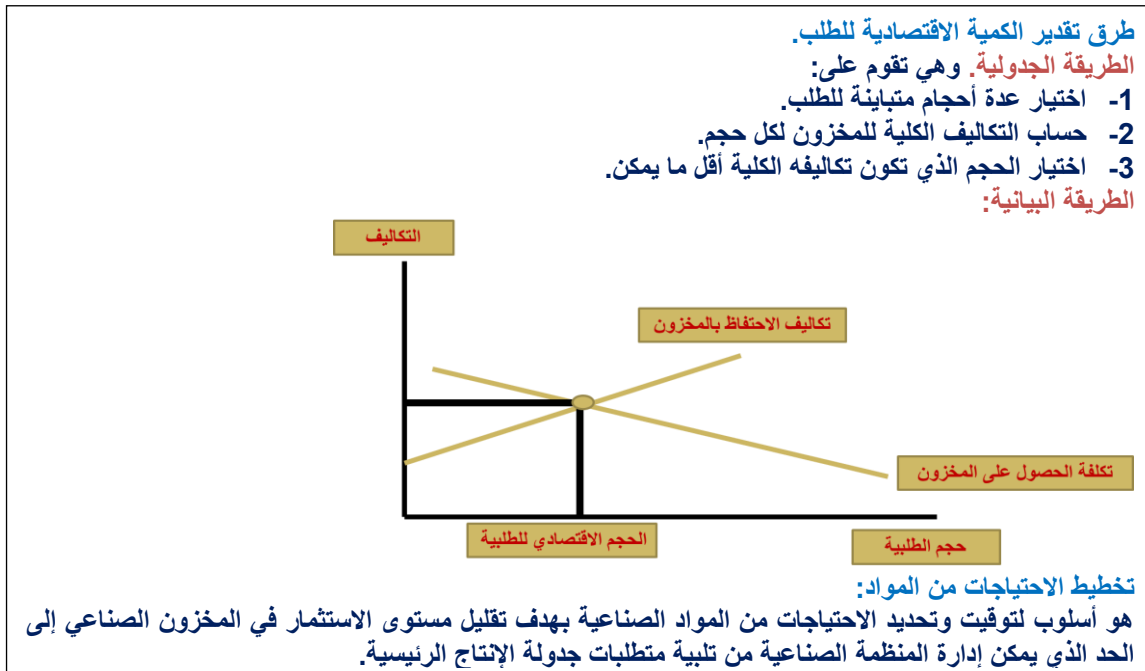 طرق تقدير الكمية الاقتصادية للطلب.
الطريقة الجدولية. وهي تقوم على:
1- اختيار عدة أحجام متباينة للطلب.
2- حساب التكاليف الكلية للمخزون لكل حجم.
3- اختيار الحجم الذي تكون تكاليفه الكلية أقل ما يمكن.
الطريقة البيانية:
التكاليف
تكاليف الاحتفاظ بالمخزون
تكلفة الحصول على المخزون
حجم الطلبية
الحجم الاقتصادي للطلبية
تخطيط الاحتياجات من المواد:
هو أسلوب لتوقيت وتحديد الاحتياجات من المواد الصناعية بهدف تقليل مستوى الاستثمار في المخزون الصناعي إلى
الحد الذي يمكن إدارة المنظمة الصناعية من تلبية متطلبات جدولة الإنتاج الرئيسية.